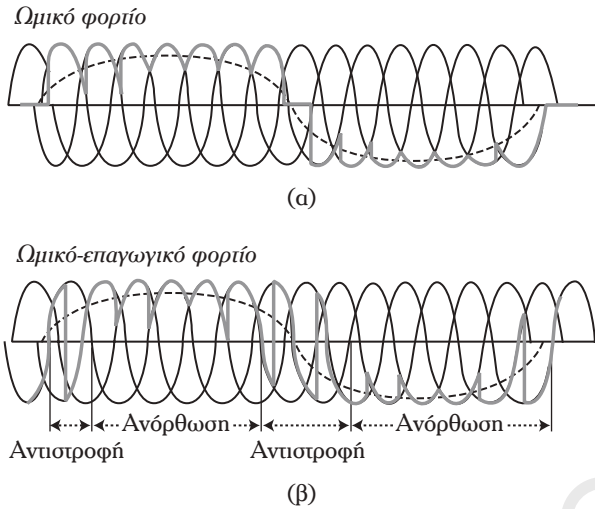 Ωμικό φορτίο
(α)
Ωμικό-επαγωγικό φορτίο
Ανόρθωση Ανόρθωση
Αντιστροφή Αντιστροφή
(β)